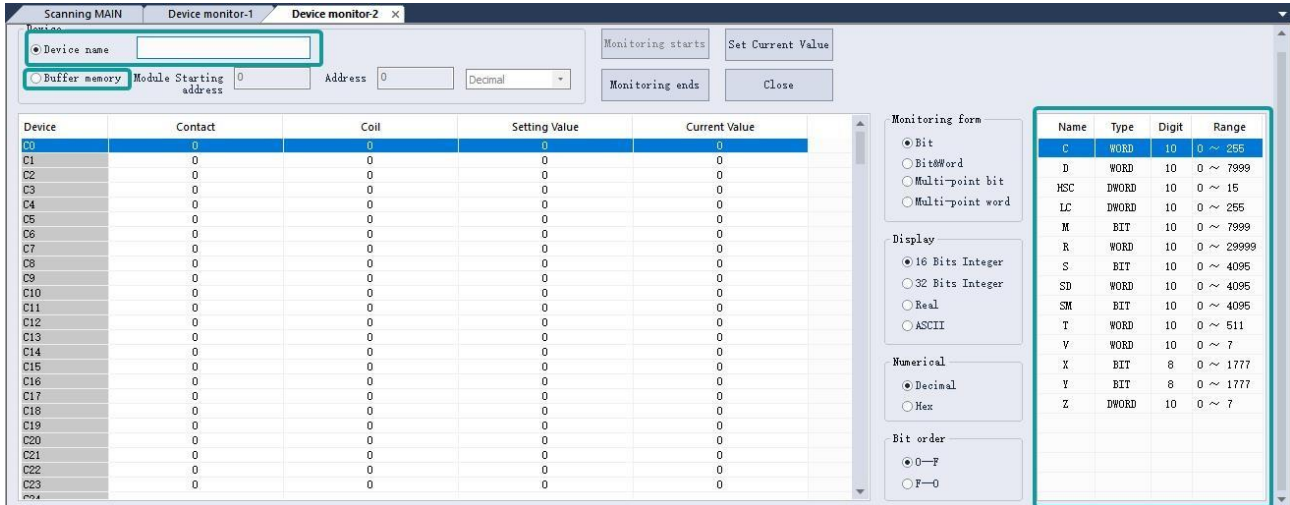 Scanning MAIN Device monitor-1 Device monitor-2 ×
Device
Device name Monitoring starts Set Current Value
Buffer memory Module Starting address 0 Address 0 Decimal Monitoring ends Close
Device Contact Coil Setting Value Current Value
C0 0 0 0 0
C1 0 0 0 0
C2 0 0 0 0
C3 0 0 0 0
C4 0 0 0 0
C5 0 0 0 0
C6 0 0 0 0
C7 0 0 0 0
C8 0 0 0 0
C9 0 0 0 0
C10 0 0 0 0
C11 0 0 0 0
C12 0 0 0 0
C13 0 0 0 0
C14 0 0 0 0
C15 0 0 0 0
C16 0 0 0 0
C17 0 0 0 0
C18 0 0 0 0
C19 0 0 0 0
C20 0 0 0 0
C21 0 0 0 0
C22 0 0 0 0
C23 0 0 0 0
C24
Monitoring form
Bit
Bit&Word
Multi-point bit
Multi-point word
Display
16 Bits Integer
32 Bits Integer
Real
ASCII
Numerical
Decimal
Hex
Bit order
0—F
F—0
Name Type Digit Range
C WORD 10 0 ~ 255
D WORD 10 0 ~ 7999
HSC DWORD 10 0 ~ 15
LC DWORD 10 0 ~ 255
M BIT 10 0 ~ 7999
R WORD 10 0 ~ 29999
S BIT 10 0 ~ 4095
SD WORD 10 0 ~ 4095
SM BIT 10 0 ~ 4095
T WORD 10 0 ~ 511
V WORD 10 0 ~ 7
X BIT 8 0 ~ 1777
Y BIT 8 0 ~ 1777
Z DWORD 10 0 ~ 7